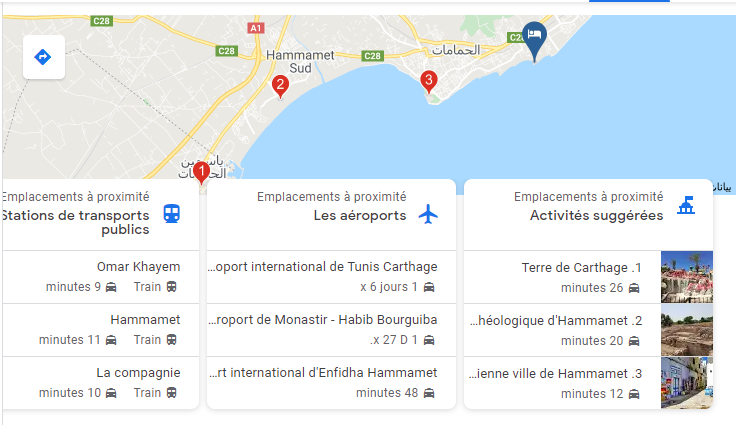 C28
A1
C28
C28
C28
Hammamet
Sud
الحمامات
2
3
1
Emplacements à proximité
Stations de transports
publics
Omar Khayem
minutes 9
Train
Hammamet
minutes 11
Train
La compagnie
minutes 10
Train
Emplacements à proximité
Les aéroports
...oport international de Tunis Carthage
x 6 jours 1
...roport de Monastir - Habib Bourguiba
.x 27 D 1
...rt international d'Enfidha Hammamet
minutes 48
بيانات
Emplacements à proximité
Activités suggérées
Terre de Carthage .1
minutes 26
...héologique d'Hammamet .2
minutes 20
...ienne ville de Hammamet .3
minutes 12